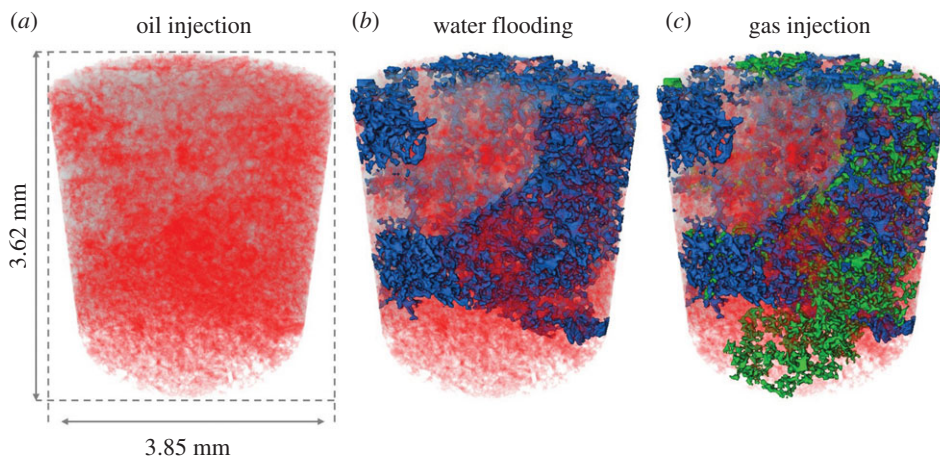 (a) oil injection
(b) water flooding
(c) gas injection
3.62 mm
3.85 mm